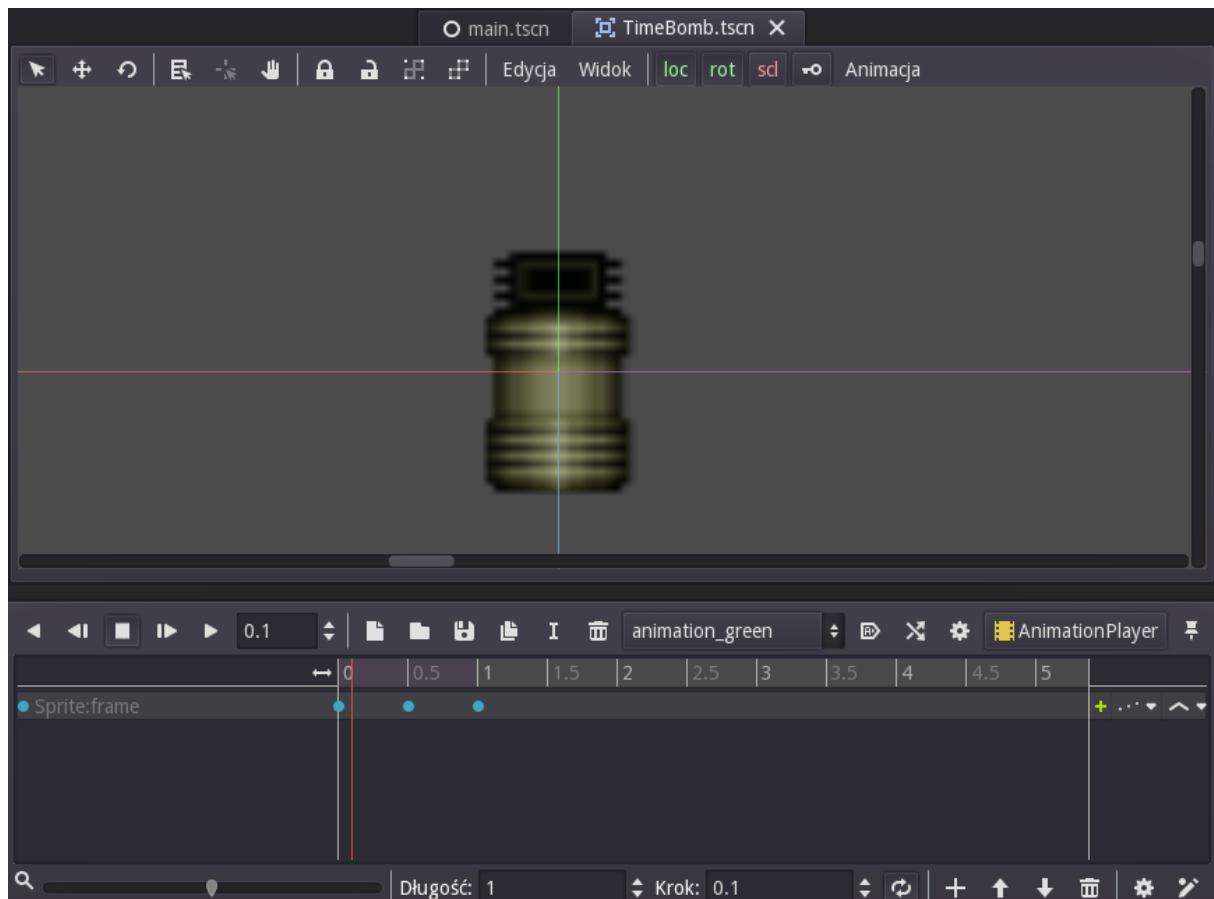 main.tscn TimeBomb.tscn
Edycja Widok loc rot scl Animacja
0.1 animation_green AnimationPlayer
0 0.5 1 1.5 2 2.5 3 3.5 4 4.5 5
Sprite:frame
Długość: 1 Krok: 0.1